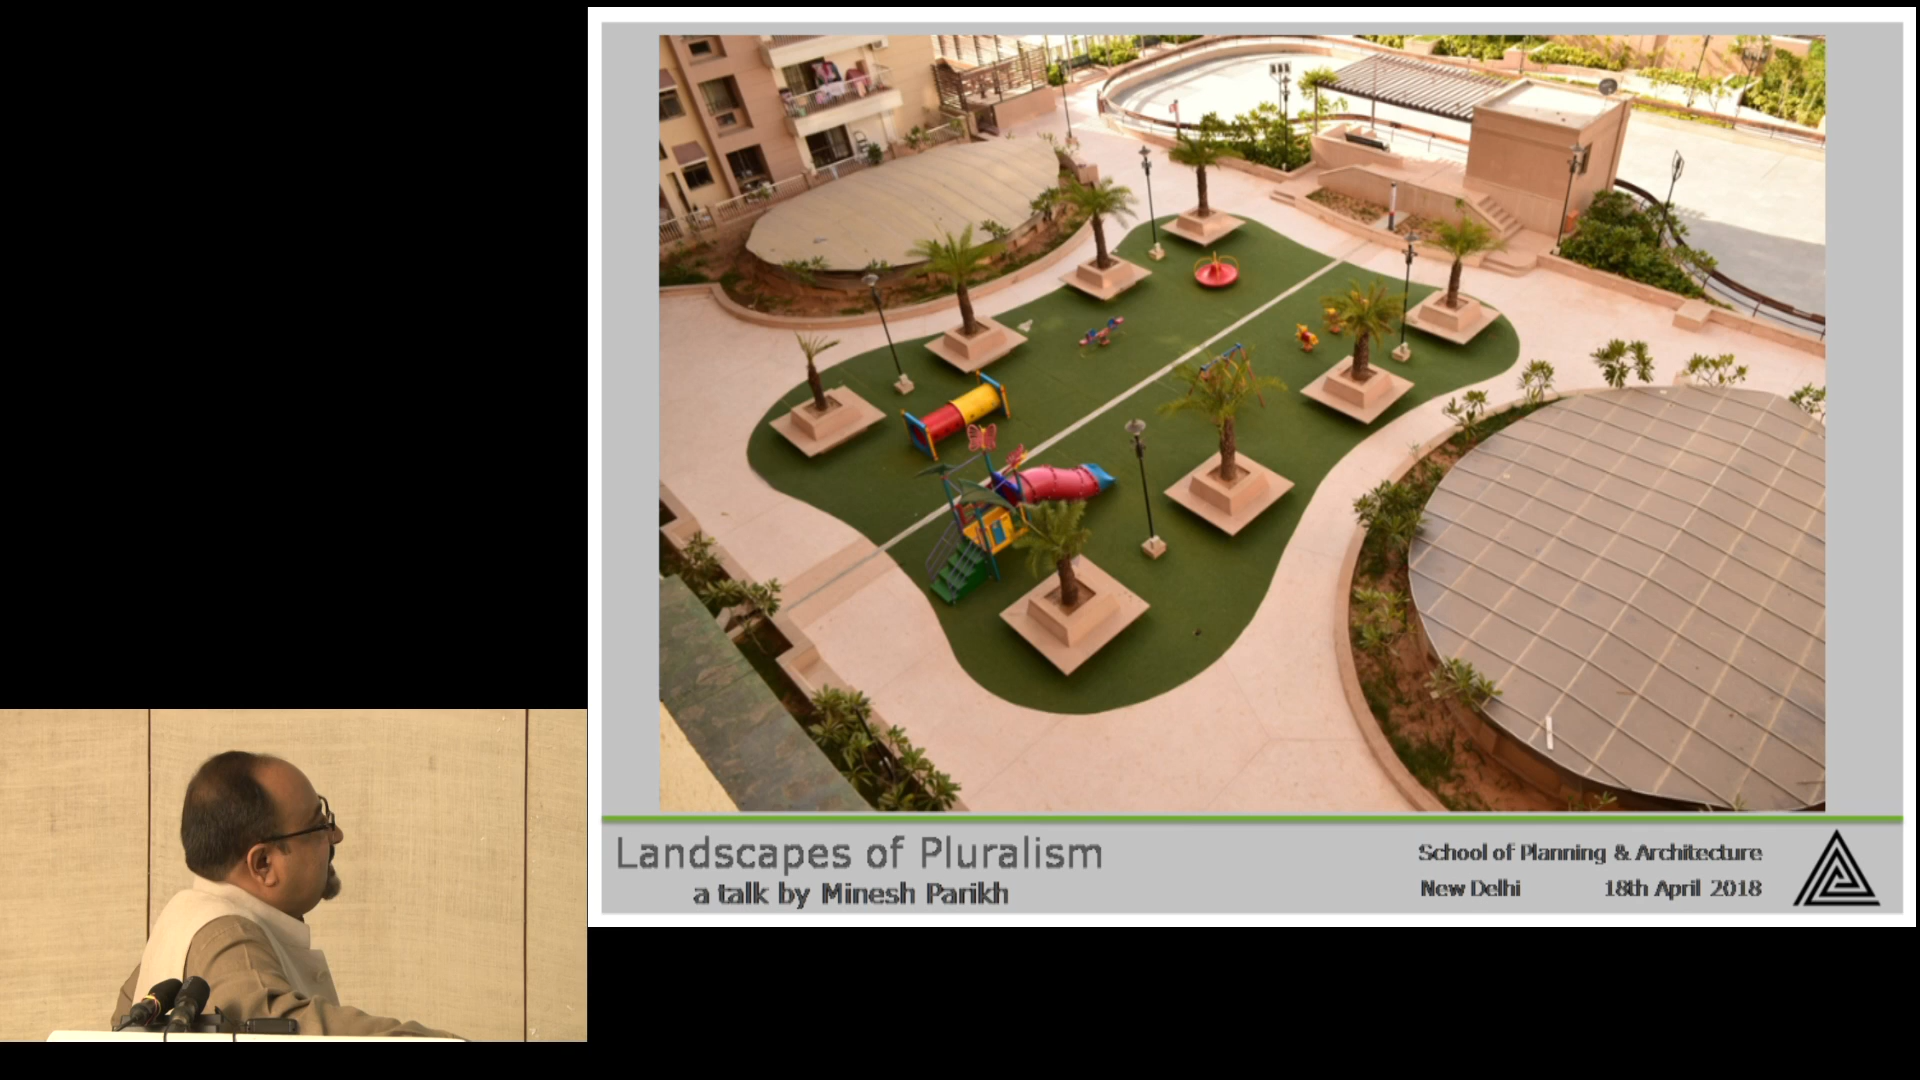 Landscapes of Pluralism
a talk by Minesh Parikh
School of Planning & Architecture
New Delhi 18th April 2018